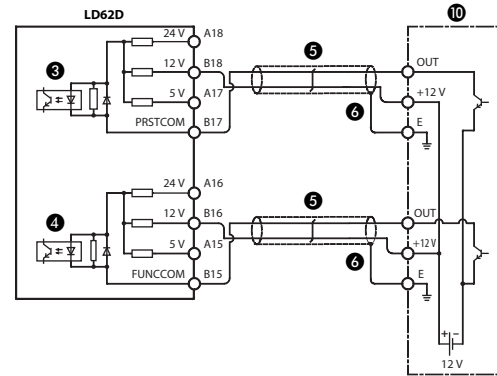 LD62D
❿
24 V A18
❸
12 V B18
❺
OUT
5 V A17
+12 V
❻
PRSTCOM B17
E
24 V A16
❹
12 V B16
❺
OUT
5 V A15
+12 V
❻
FUNCCOM B15
E
+ −
12 V